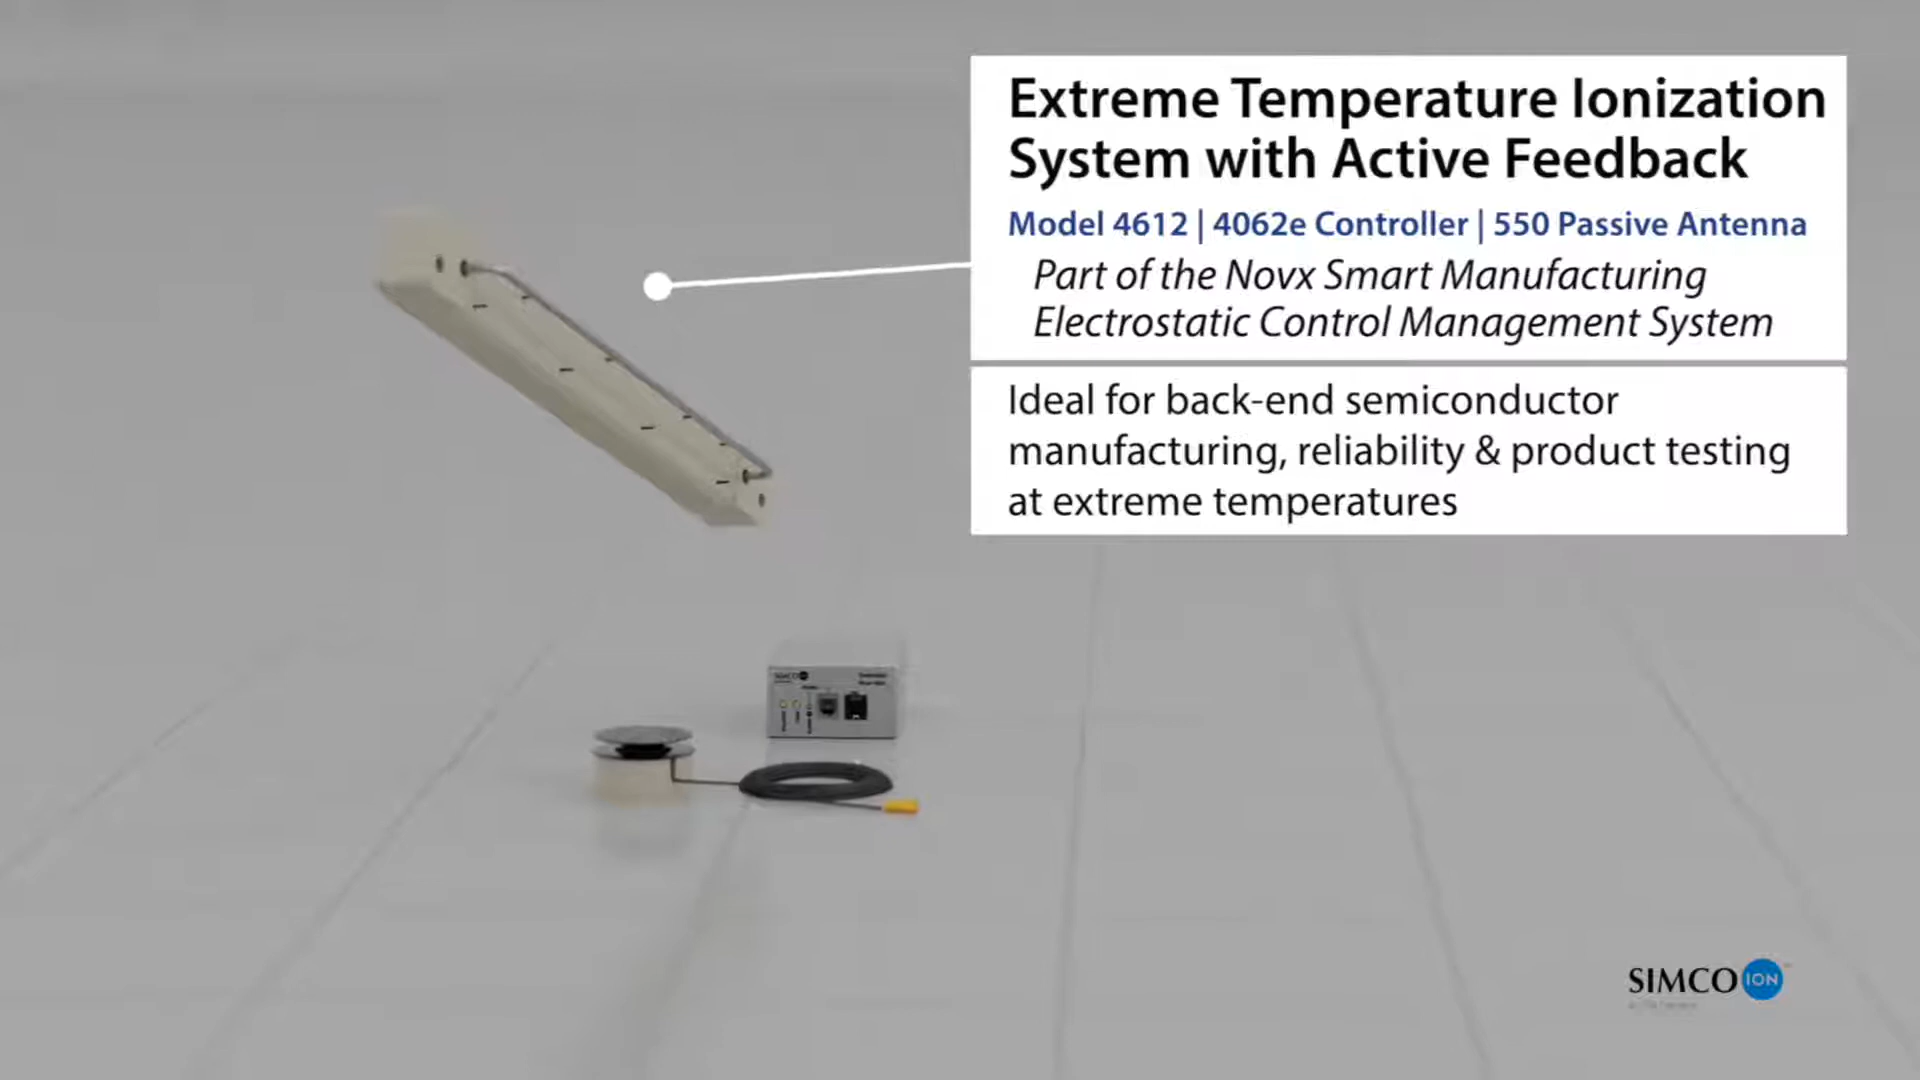 Extreme Temperature Ionization
System with Active Feedback
Model 4612 | 4062e Controller | 550 Passive Antenna
Part of the Novx Smart Manufacturing
Electrostatic Control Management System
Ideal for back-end semiconductor
manufacturing, reliability & product testing
at extreme temperatures
SIMCO ION
SIMCO ION